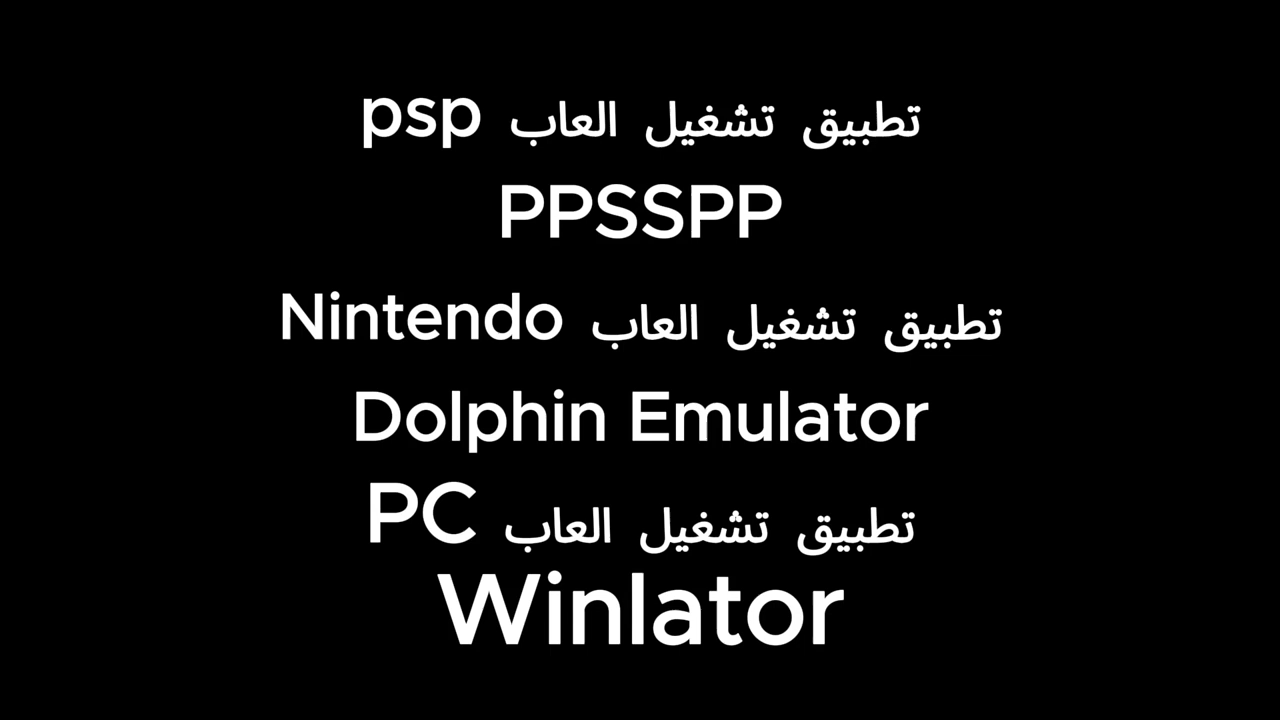 تطبيق تشغيل العاب psp
PPSSPP
تطبيق تشغيل العاب Nintendo
Dolphin Emulator
تطبيق تشغيل العاب PC
Winlator